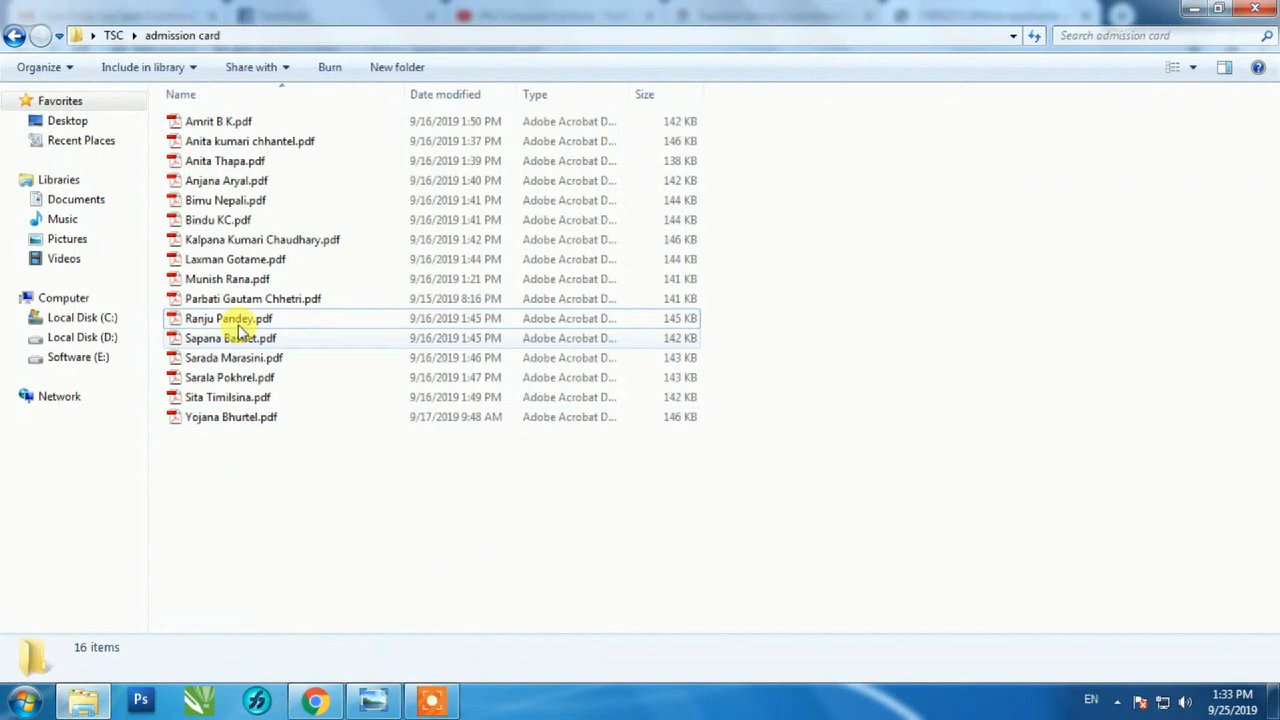 TSC admission card
Search admission card
Organize Include in library Share with Burn New folder
Name Date modified Type Size
Favorites
Desktop
Recent Places
Libraries
Documents
Music
Pictures
Videos
Computer
Local Disk (C:)
Local Disk (D:)
Software (E:)
Network
Amrit B K.pdf 9/16/2019 1:50 PM Adobe Acrobat D... 142 KB
Anita kumari chhantel.pdf 9/16/2019 1:37 PM Adobe Acrobat D... 146 KB
Anita Thapa.pdf 9/16/2019 1:39 PM Adobe Acrobat D... 138 KB
Anjana Aryal.pdf 9/16/2019 1:40 PM Adobe Acrobat D... 142 KB
Bimu Nepali.pdf 9/16/2019 1:41 PM Adobe Acrobat D... 144 KB
Bindu KC.pdf 9/16/2019 1:41 PM Adobe Acrobat D... 144 KB
Kalpana Kumari Chaudhary.pdf 9/16/2019 1:42 PM Adobe Acrobat D... 146 KB
Laxman Gotame.pdf 9/16/2019 1:44 PM Adobe Acrobat D... 144 KB
Munish Rana.pdf 9/16/2019 1:21 PM Adobe Acrobat D... 141 KB
Parbati Gautam Chhetri.pdf 9/15/2019 8:16 PM Adobe Acrobat D... 141 KB
Ranju Pandey.pdf 9/16/2019 1:45 PM Adobe Acrobat D... 145 KB
Sapana 9/16/2019 1:45 PM Adobe Acrobat D... 142 KB
Sarada Marasini.pdf 9/16/2019 1:46 PM Adobe Acrobat D... 143 KB
Sarala Pokhrel.pdf 9/16/2019 1:47 PM Adobe Acrobat D... 143 KB
Sita Timilsina.pdf 9/16/2019 1:49 PM Adobe Acrobat D... 142 KB
Yojana Bhurtel.pdf 9/17/2019 9:48 AM Adobe Acrobat D... 146 KB
16 items
Ps
EN
1:33 PM
9/25/2019